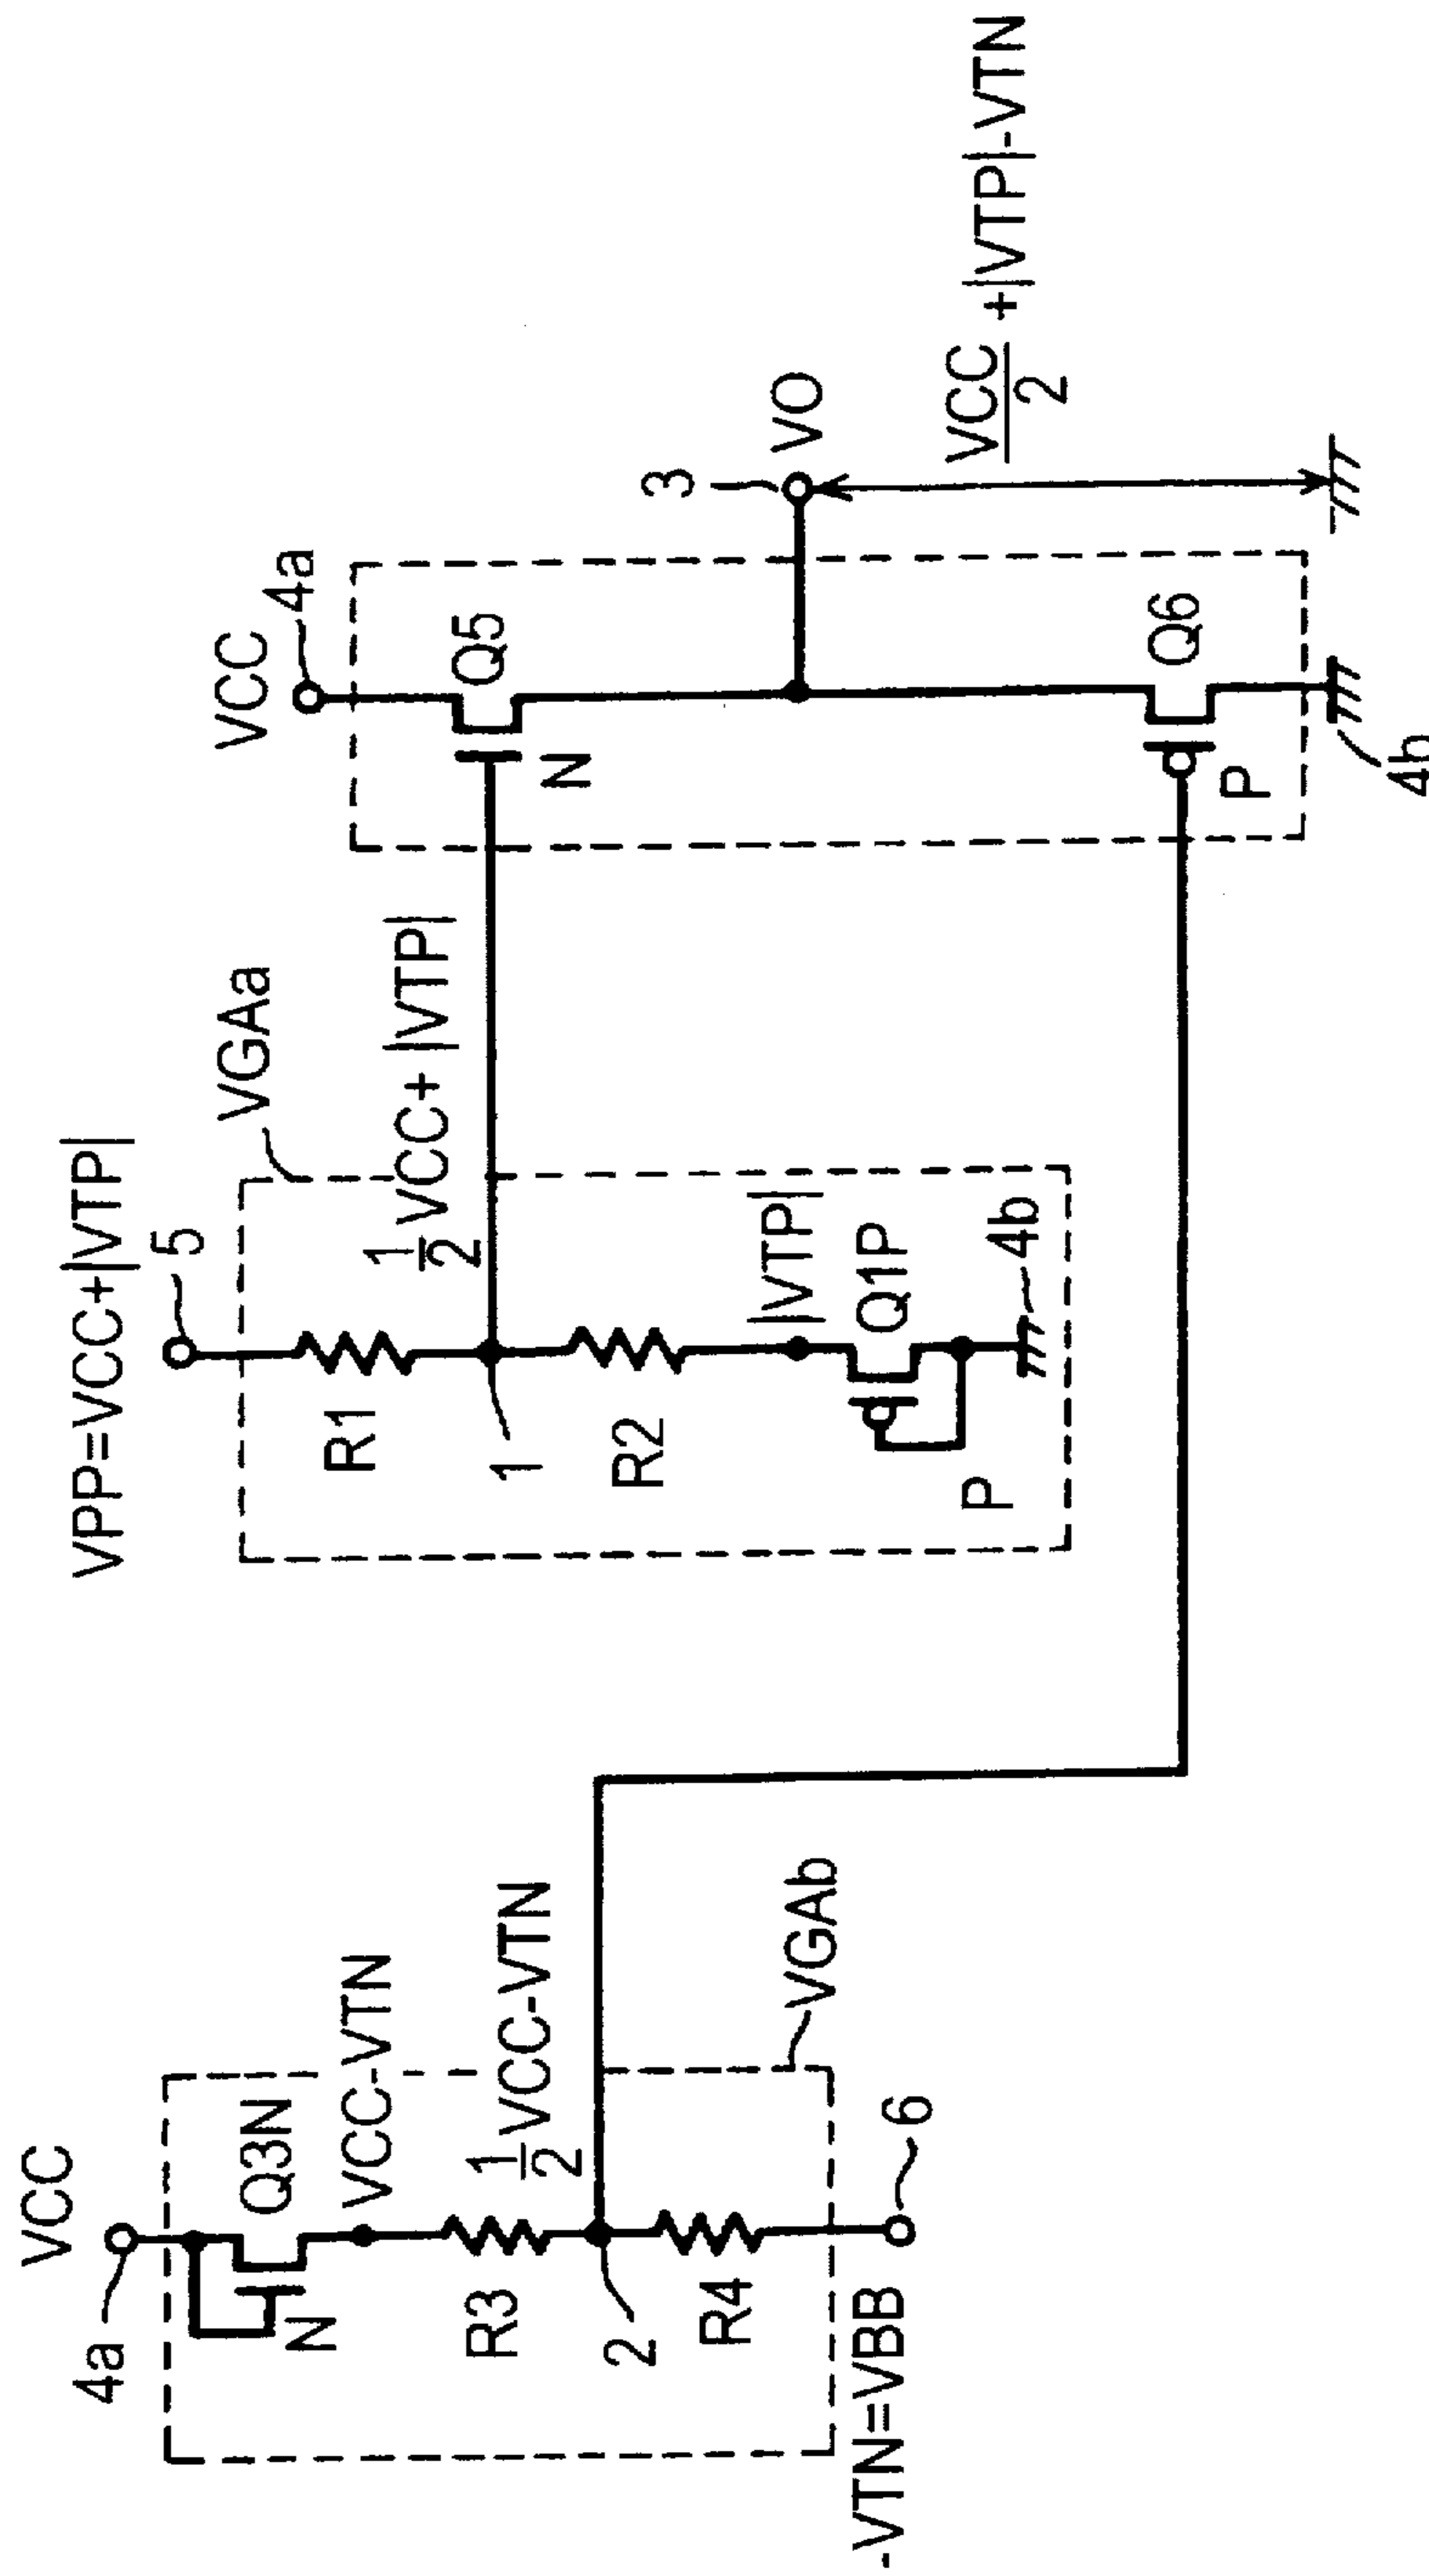 VCC
4a
Q3N
N
VCC-VTN
R3
1/2 VCC-VTN
2
R4
VGAb
-VTN=VBB
6
VPP=VCC+|VTP|
5
VGAa
R1
1/2 VCC+ |VTP|
1
R2
|VTP|
Q1P
P
4b
VCC
4a
Q5
N
3
VO
VCC/2 +|VTP|-VTN
Q6
P
4b